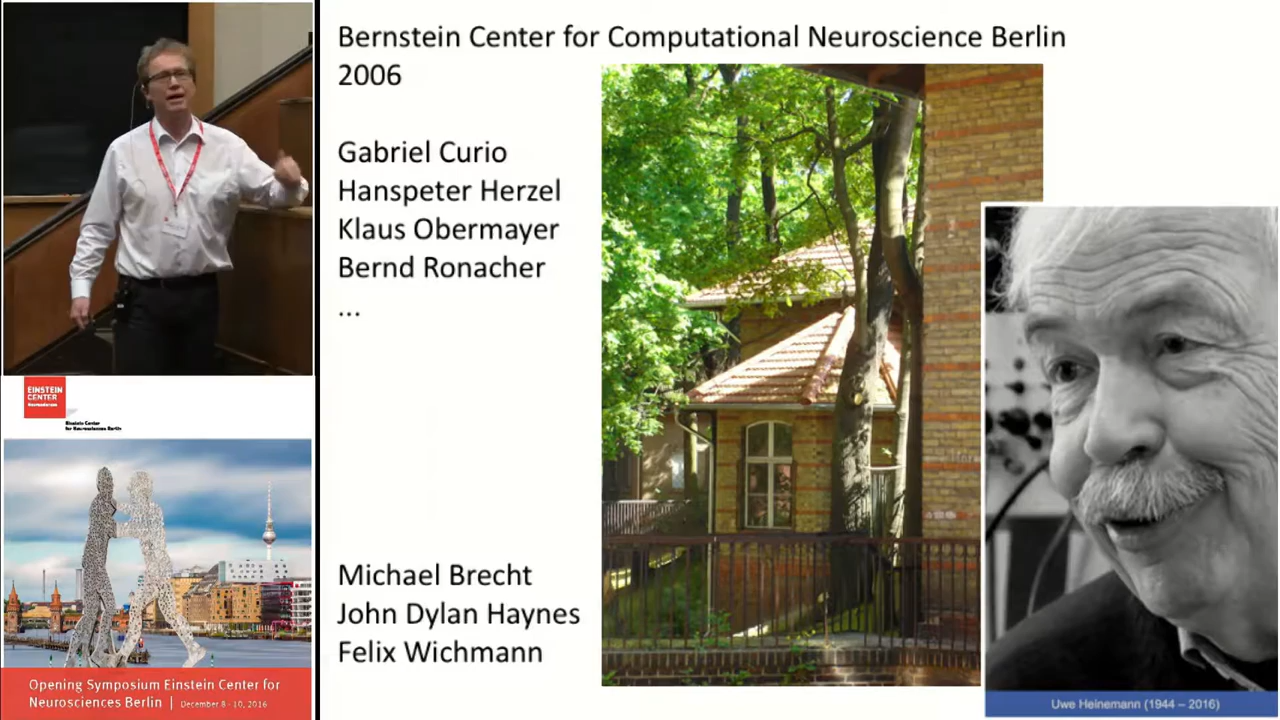 Bernstein Center for Computational Neuroscience Berlin
2006
Gabriel Curio
Hanspeter Herzel
Klaus Obermayer
Bernd Ronacher
...
Michael Brecht
John Dylan Haynes
Felix Wichmann
Uwe Heinemann (1944 – 2016)
EINSTEIN
CENTER
Neurosciences
Einstein Center
for Neurosciences Berlin
Opening Symposium Einstein Center for
Neurosciences Berlin | December 8 - 10, 2016